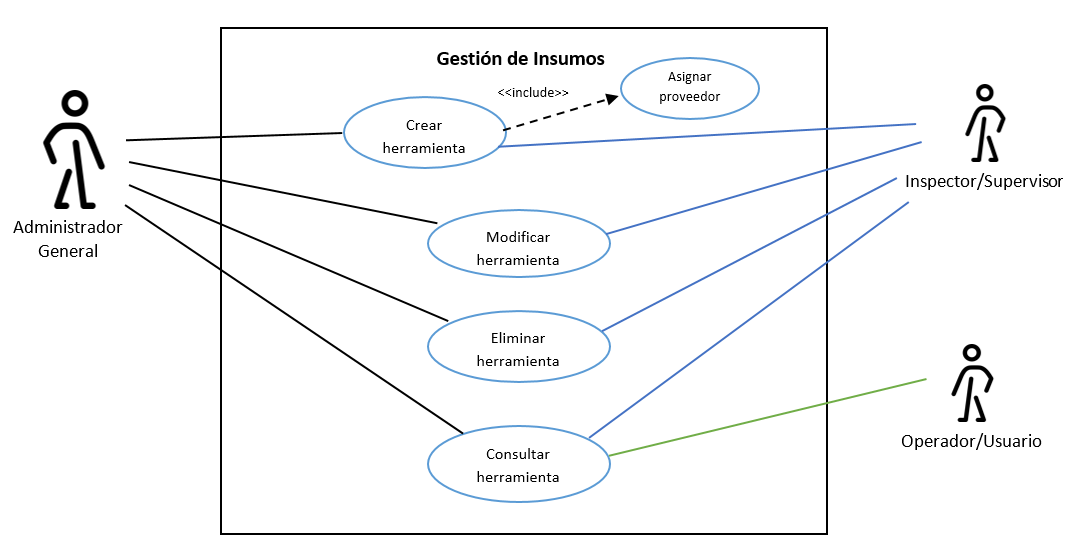 Gestión de Insumos
<<include>>
Asignar
proveedor
Crear
herramienta
Inspector/Supervisor
Administrador
General
Modificar
herramienta
Eliminar
herramienta
Operador/Usuario
Consultar
herramienta